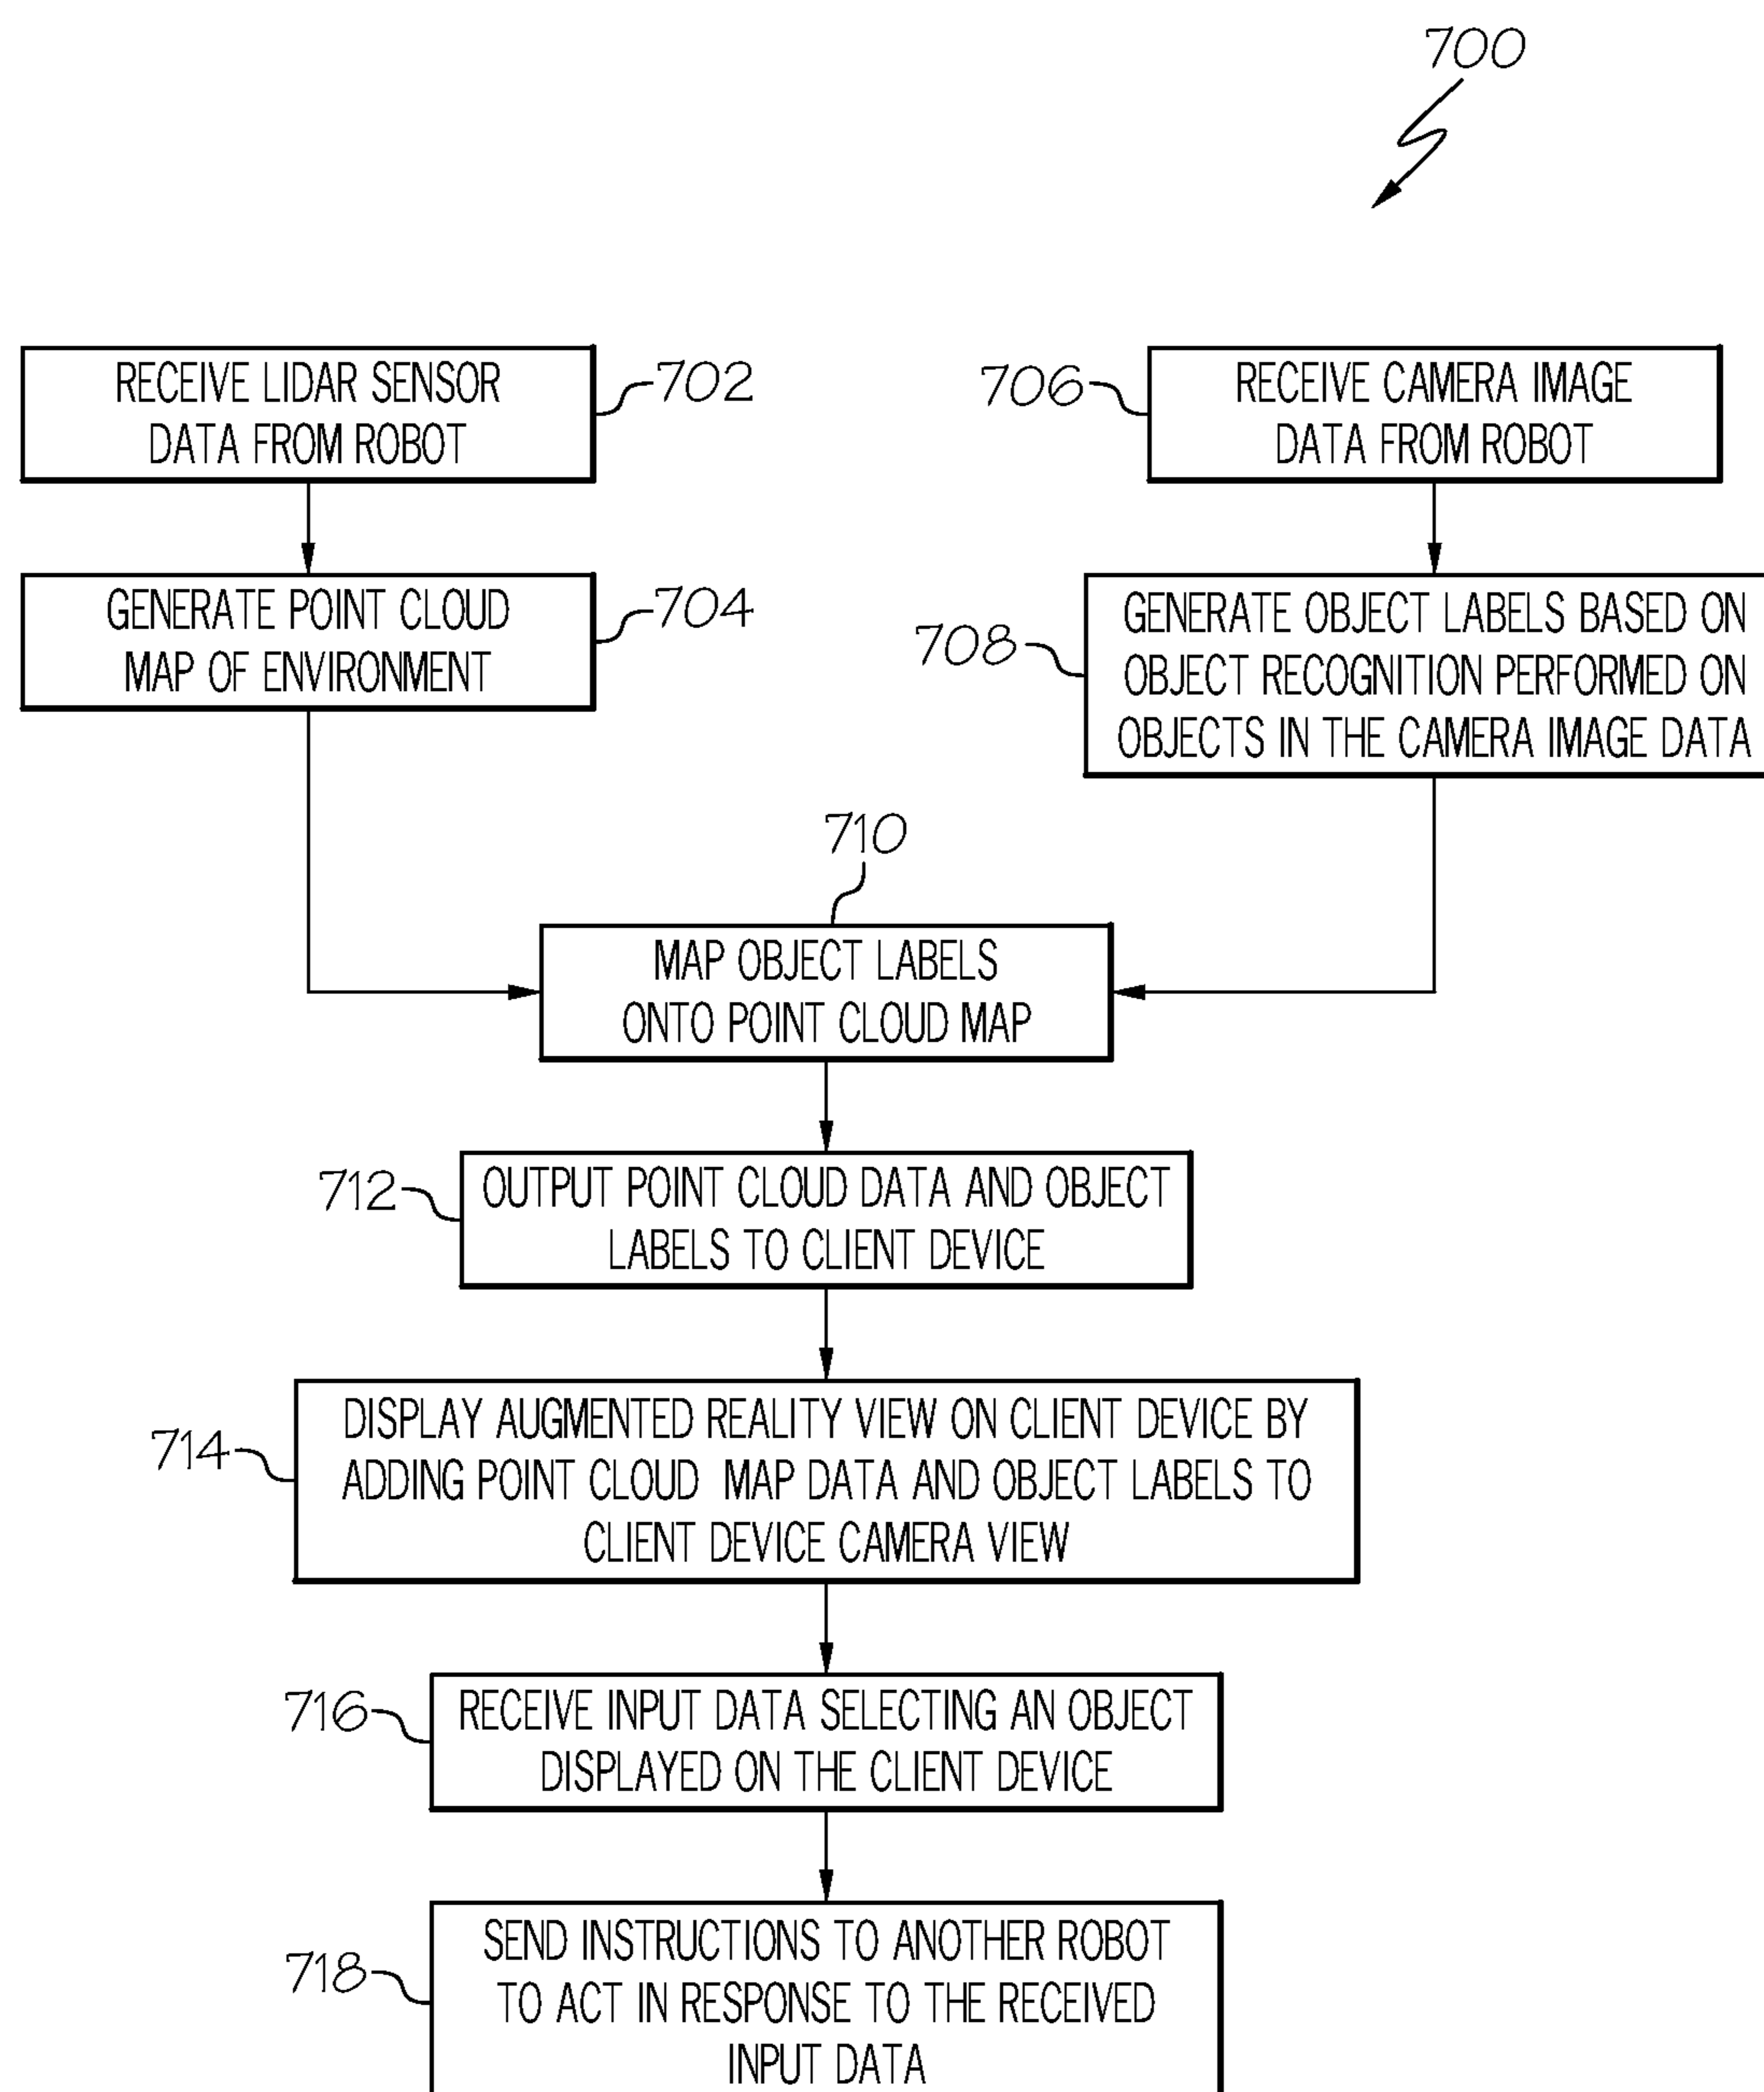 700
RECEIVE LIDAR SENSOR
DATA FROM ROBOT
702
706
RECEIVE CAMERA IMAGE
DATA FROM ROBOT
GENERATE POINT CLOUD
MAP OF ENVIRONMENT
704
708
GENERATE OBJECT LABELS BASED ON
OBJECT RECOGNITION PERFORMED ON
OBJECTS IN THE CAMERA IMAGE DATA
710
MAP OBJECT LABELS
ONTO POINT CLOUD MAP
712
OUTPUT POINT CLOUD DATA AND OBJECT
LABELS TO CLIENT DEVICE
714
DISPLAY AUGMENTED REALITY VIEW ON CLIENT DEVICE BY
ADDING POINT CLOUD MAP DATA AND OBJECT LABELS TO
CLIENT DEVICE CAMERA VIEW
716
RECEIVE INPUT DATA SELECTING AN OBJECT
DISPLAYED ON THE CLIENT DEVICE
718
SEND INSTRUCTIONS TO ANOTHER ROBOT
TO ACT IN RESPONSE TO THE RECEIVED
INPUT DATA